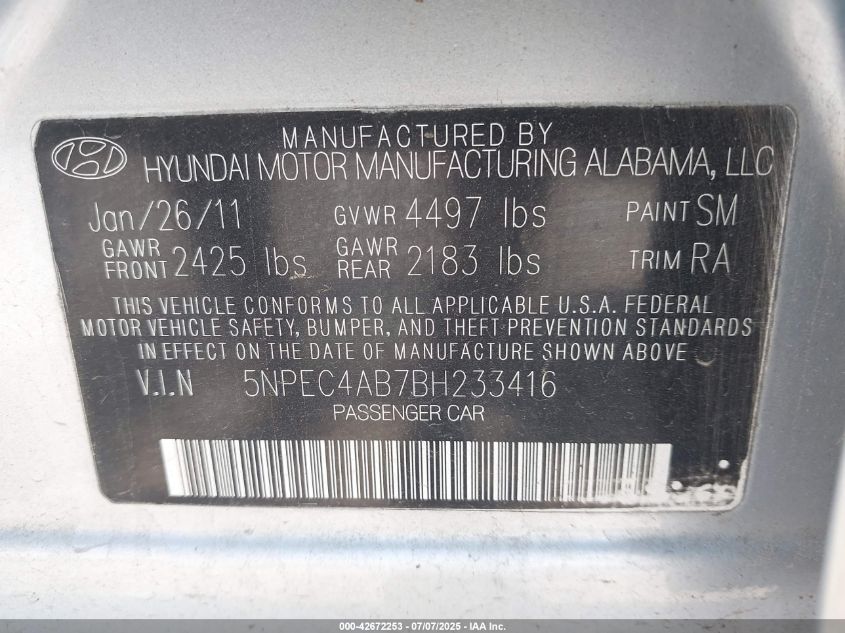 MANUFACTURED BY
HYUNDAI MOTOR MANUFACTURING ALABAMA, LLC
Jan/26/11 GVWR 4497 lbs PAINT SM
GAWR FRONT 2425 lbs GAWR REAR 2183 lbs TRIM RA
THIS VEHICLE CONFORMS TO ALL APPLICABLE U.S.A. FEDERAL
MOTOR VEHICLE SAFETY, BUMPER, AND THEFT PREVENTION STANDARDS
IN EFFECT ON THE DATE OF MANUFACTURE SHOWN ABOVE.
V.I.N 5NPEC4AB7BH233416
PASSENGER CAR
000-42672253 - 07/07/2025 - IAA Inc.